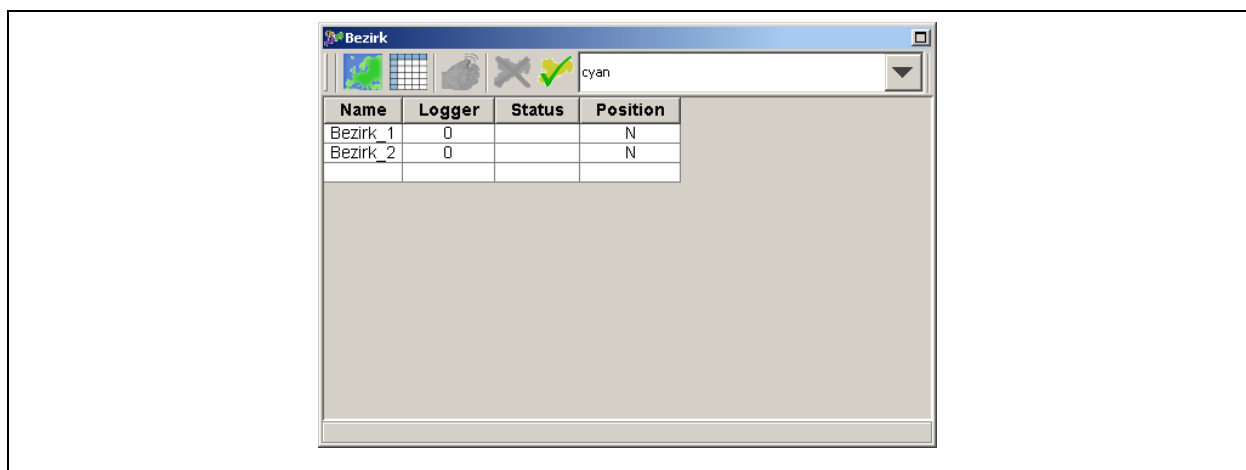 Bezirk
cyan
Name Logger Status Position
Bezirk_1 0 N
Bezirk_2 0 N